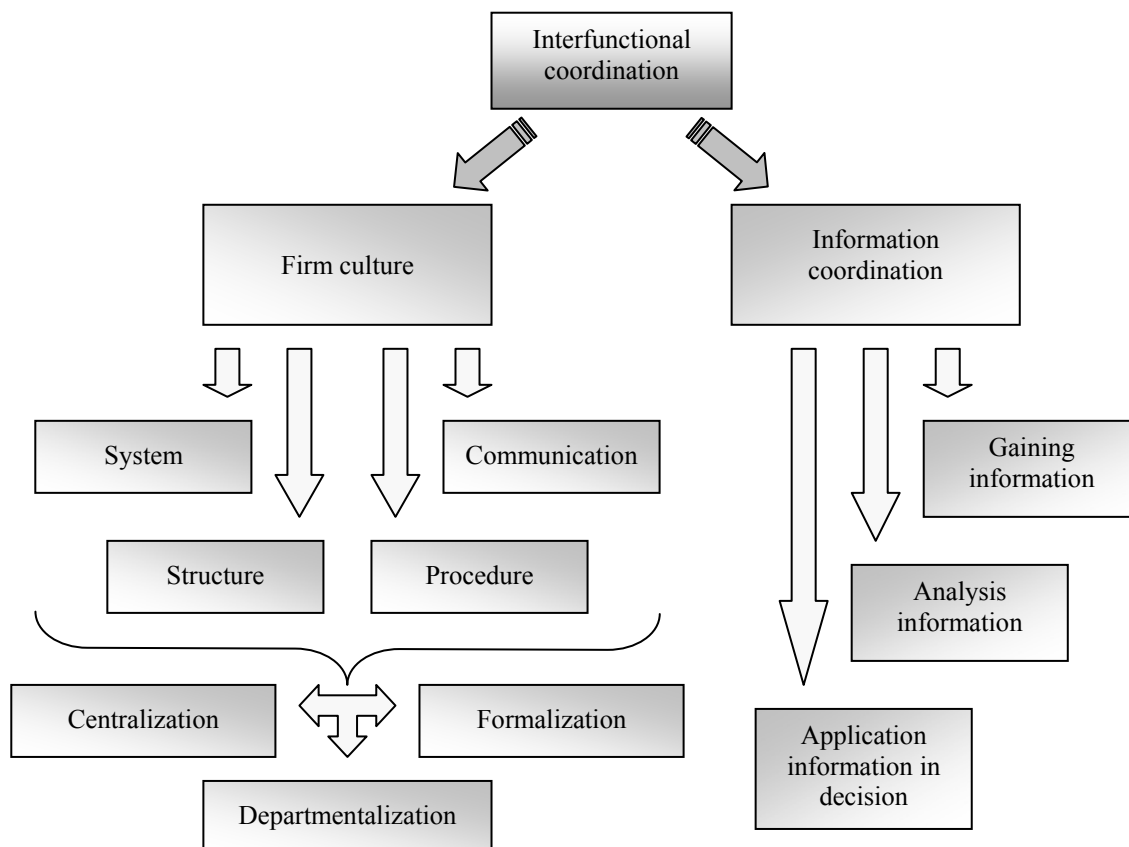 Interfunctional
coordination
Firm culture
Information
coordination
System
Communication
Gaining
information
Structure
Procedure
Analysis
information
Centralization
Formalization
Application
information in
decision
Departmentalization